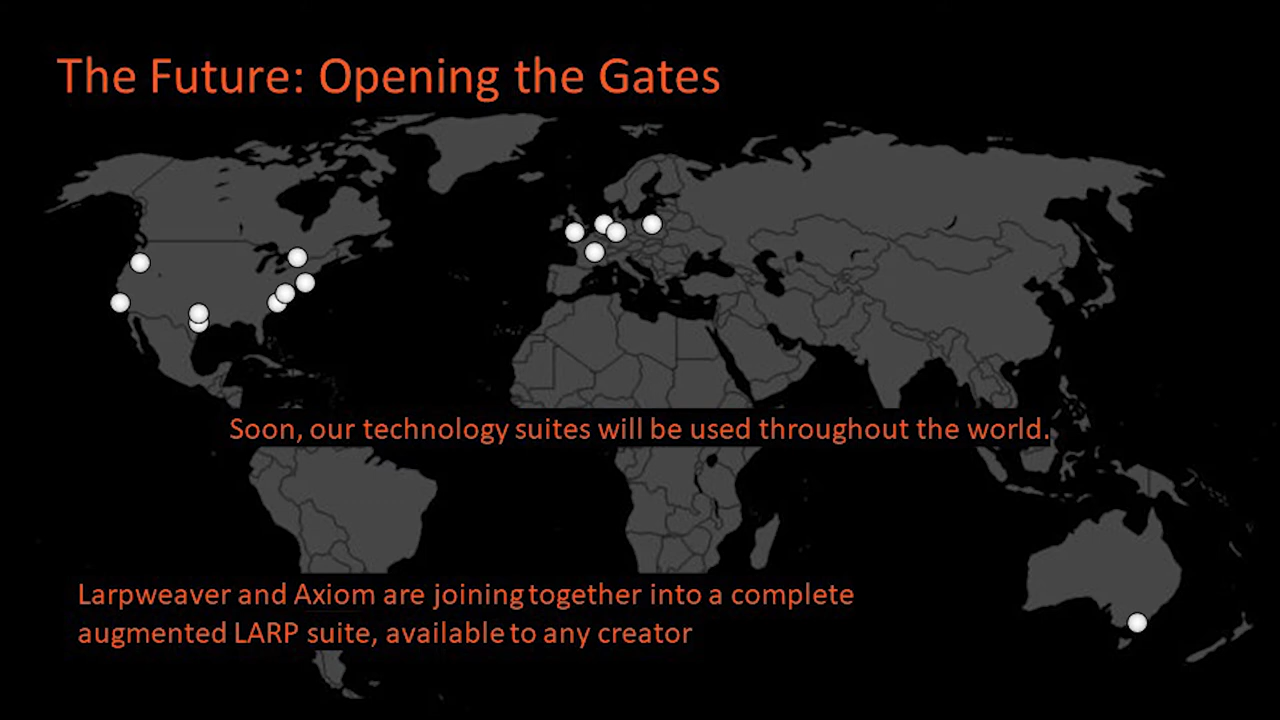 The Future: Opening the Gates
Soon, our technology suites will be used throughout the world.
Larpweaver and Axiom are joining together into a complete
augmented LARP suite, available to any creator